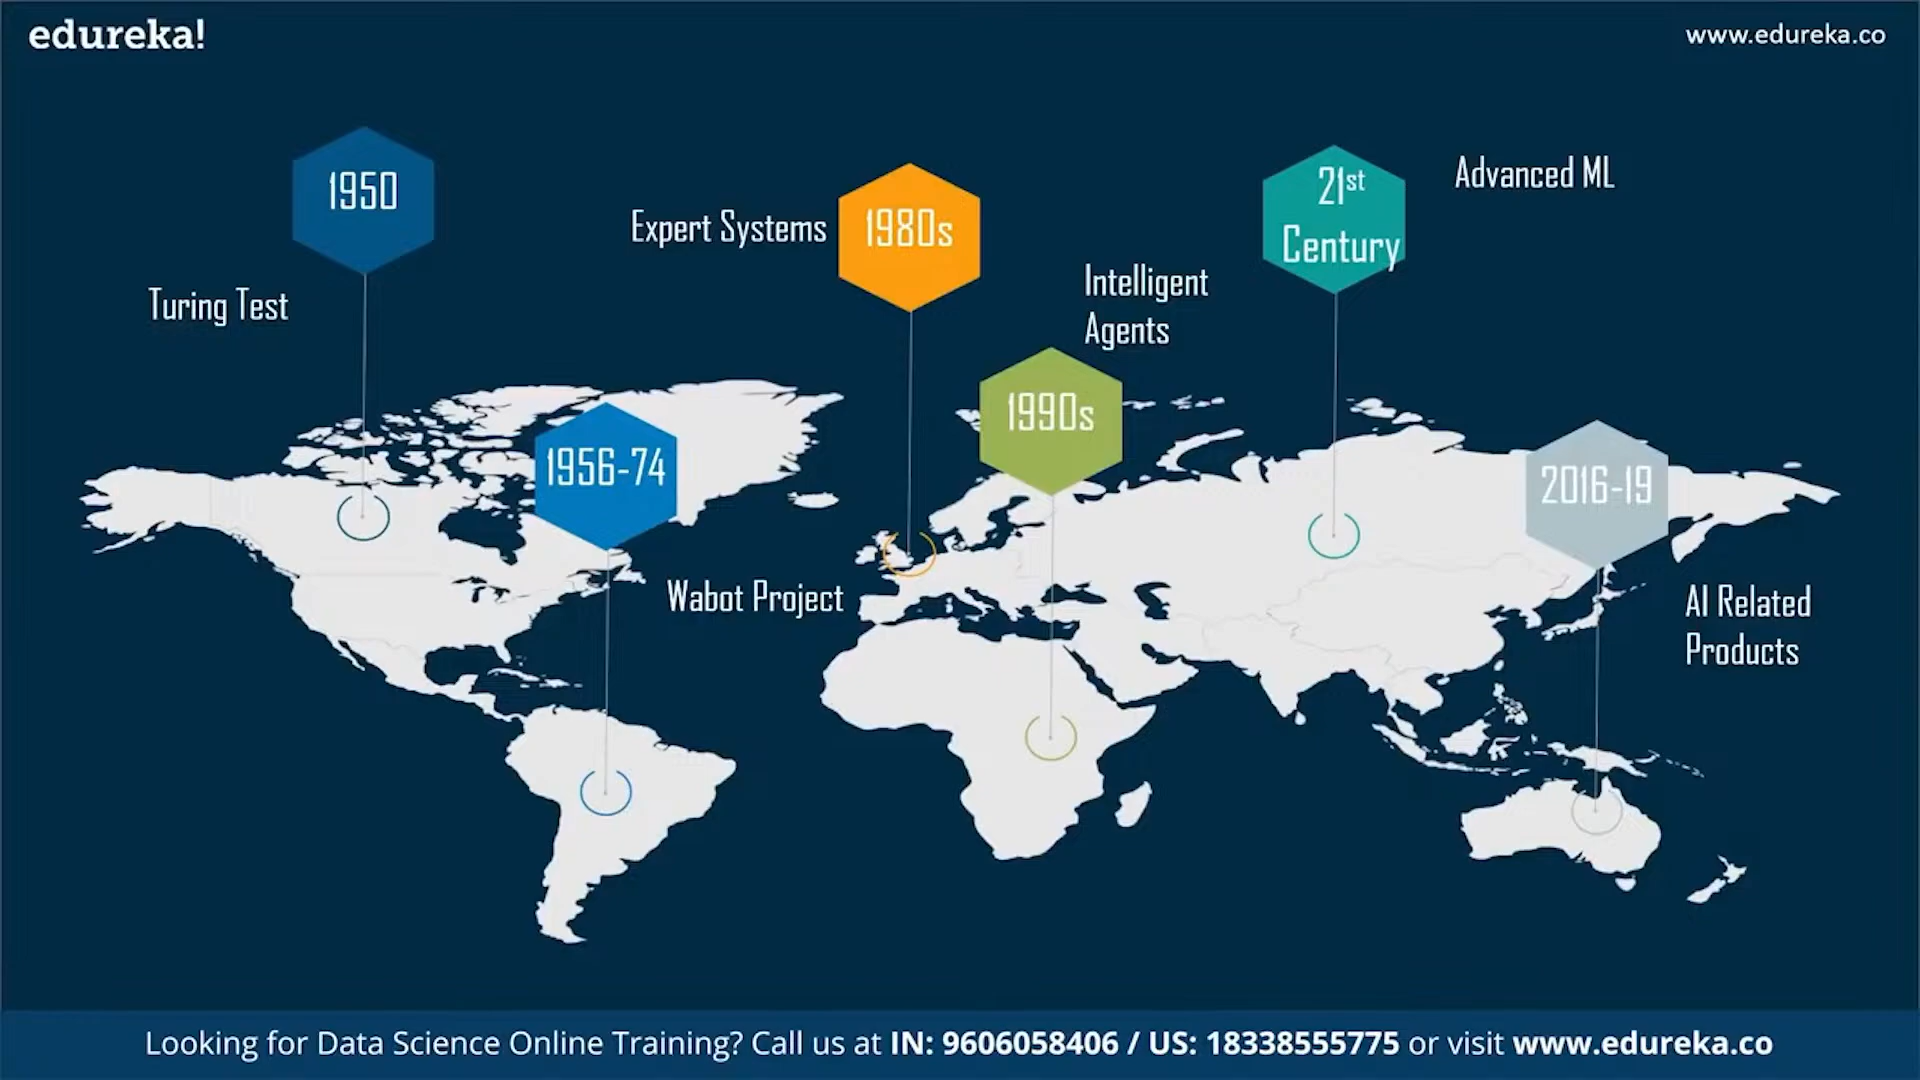 edureka!
www.edureka.co
1950
Turing Test
1956-74
Wabot Project
Expert Systems
1980s
Intelligent
Agents
1990s
21st
Century
Advanced ML
2016-19
AI Related
Products
Looking for Data Science Online Training? Call us at IN: 9606058406 / US: 18338555775 or visit www.edureka.co